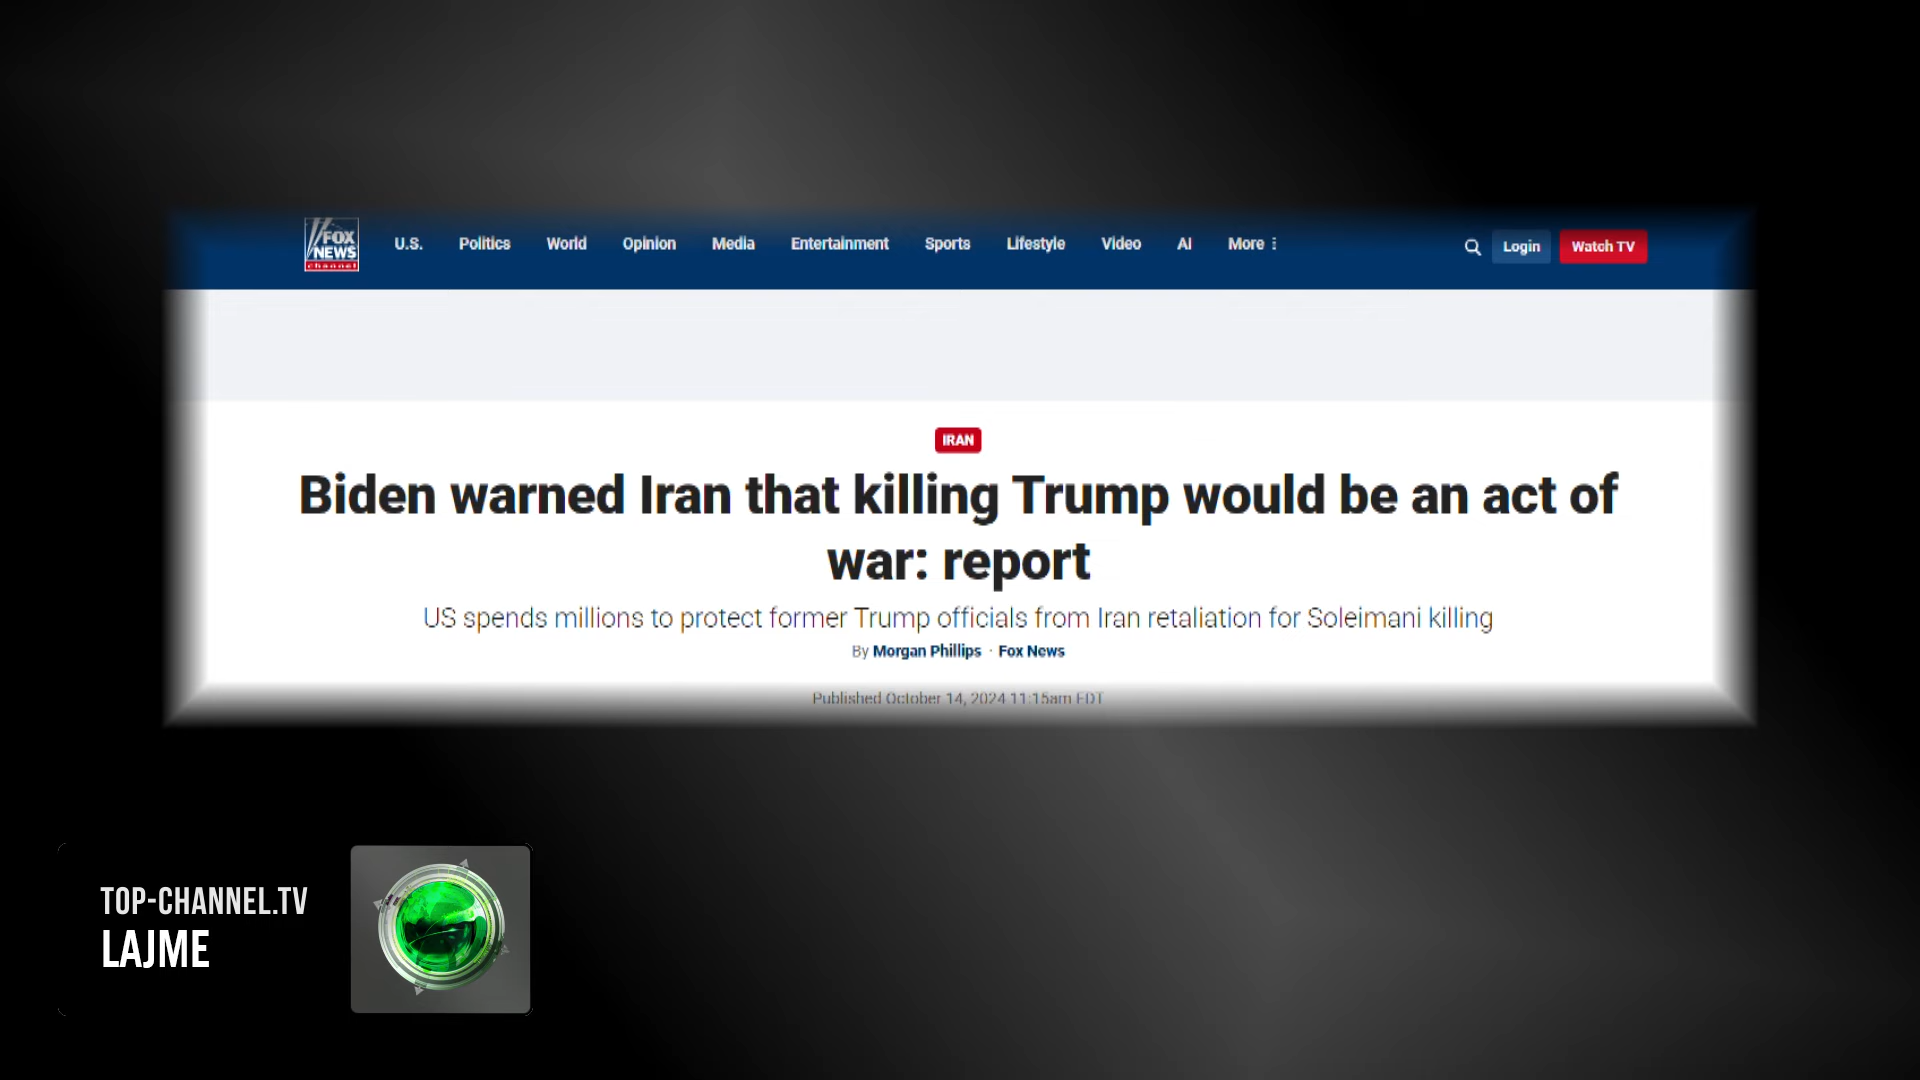 FOX
NEWS
channel
U.S. Politics World Opinion Media Entertainment Sports Lifestyle Video AI More
Login Watch TV
IRAN
Biden warned Iran that killing Trump would be an act of
war: report
US spends millions to protect former Trump officials from Iran retaliation for Soleimani killing
By Morgan Phillips · Fox News
Published October 14, 2024 11:15am EDT
TOP-CHANNEL.TV
LAJME